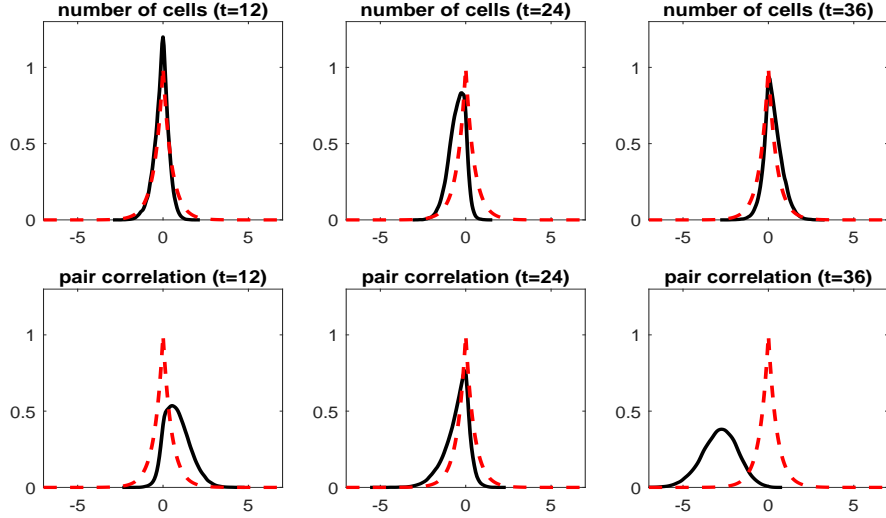 number of cells (t=12)
number of cells (t=24)
number of cells (t=36)
1
0.5
0
-5 0 5
1
0.5
0
-5 0 5
1
0.5
0
-5 0 5
pair correlation (t=12)
pair correlation (t=24)
pair correlation (t=36)
1
0.5
0
-5 0 5
1
0.5
0
-5 0 5
1
0.5
0
-5 0 5